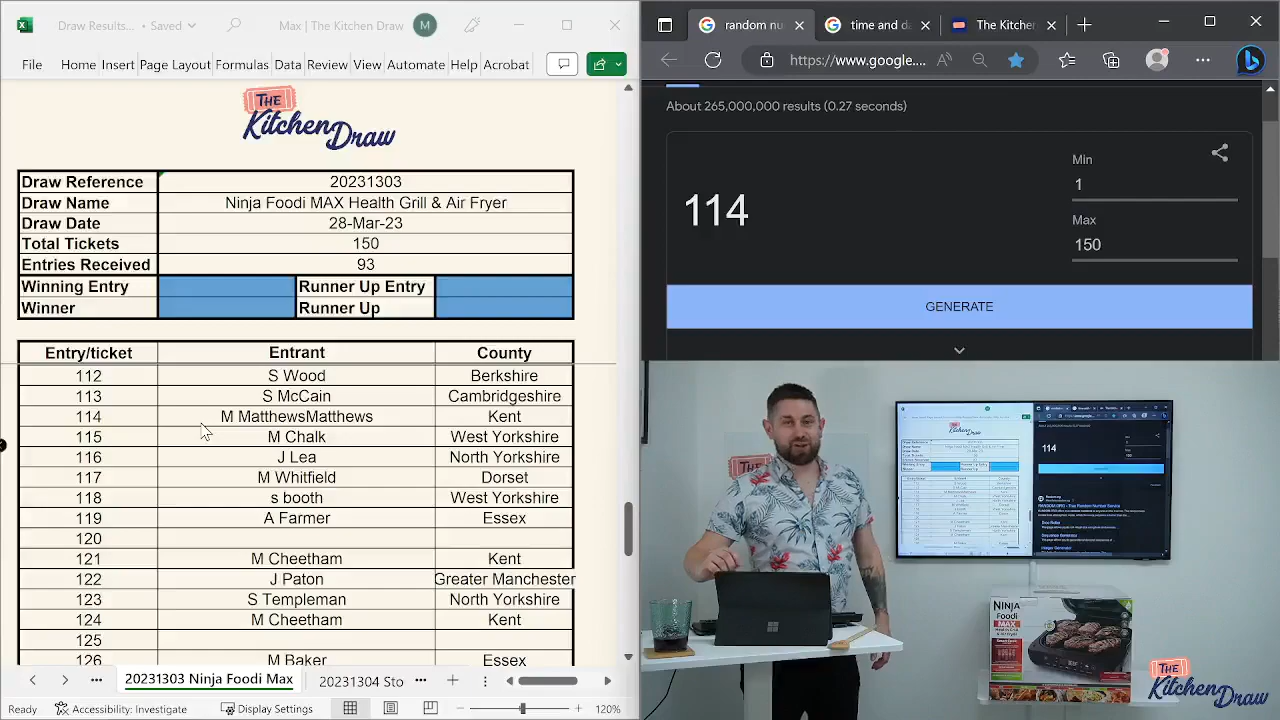 Draw Results... • Saved
Max | The Kitchen Draw
M
File Home Insert Page Layout Formulas Data Review View Automate Help Acrobat
THE
Kitchen Draw
Draw Reference 20231303
Draw Name Ninja Foodi MAX Health Grill & Air Fryer
Draw Date 28-Mar-23
Total Tickets 150
Entries Received 93
Winning Entry Runner Up Entry
Winner Runner Up
Entry/ticket Entrant County
112 S Wood Berkshire
113 S McCain Cambridgeshire
114 M MatthewsMatthews Kent
115 M Chalk West Yorkshire
116 J Lea North Yorkshire
117 M Whitfield Dorset
118 s booth West Yorkshire
119 A Farmer Essex
120
121 M Cheetham Kent
122 J Paton Greater Manchester
123 S Templeman North Yorkshire
124 M Cheetham Kent
125
126 M Baker Essex
20231303 Ninja Foodi Max 20231304 Sto
Ready Accessibility: Investigate Display Settings 120%
random nu
time and da
The Kitchen
https://www.google....
About 265,000,000 results (0.27 seconds)
114
Min
1
Max
150
GENERATE
THE
114
NINJA
Foodi
MAX
THE
Kitchen Draw